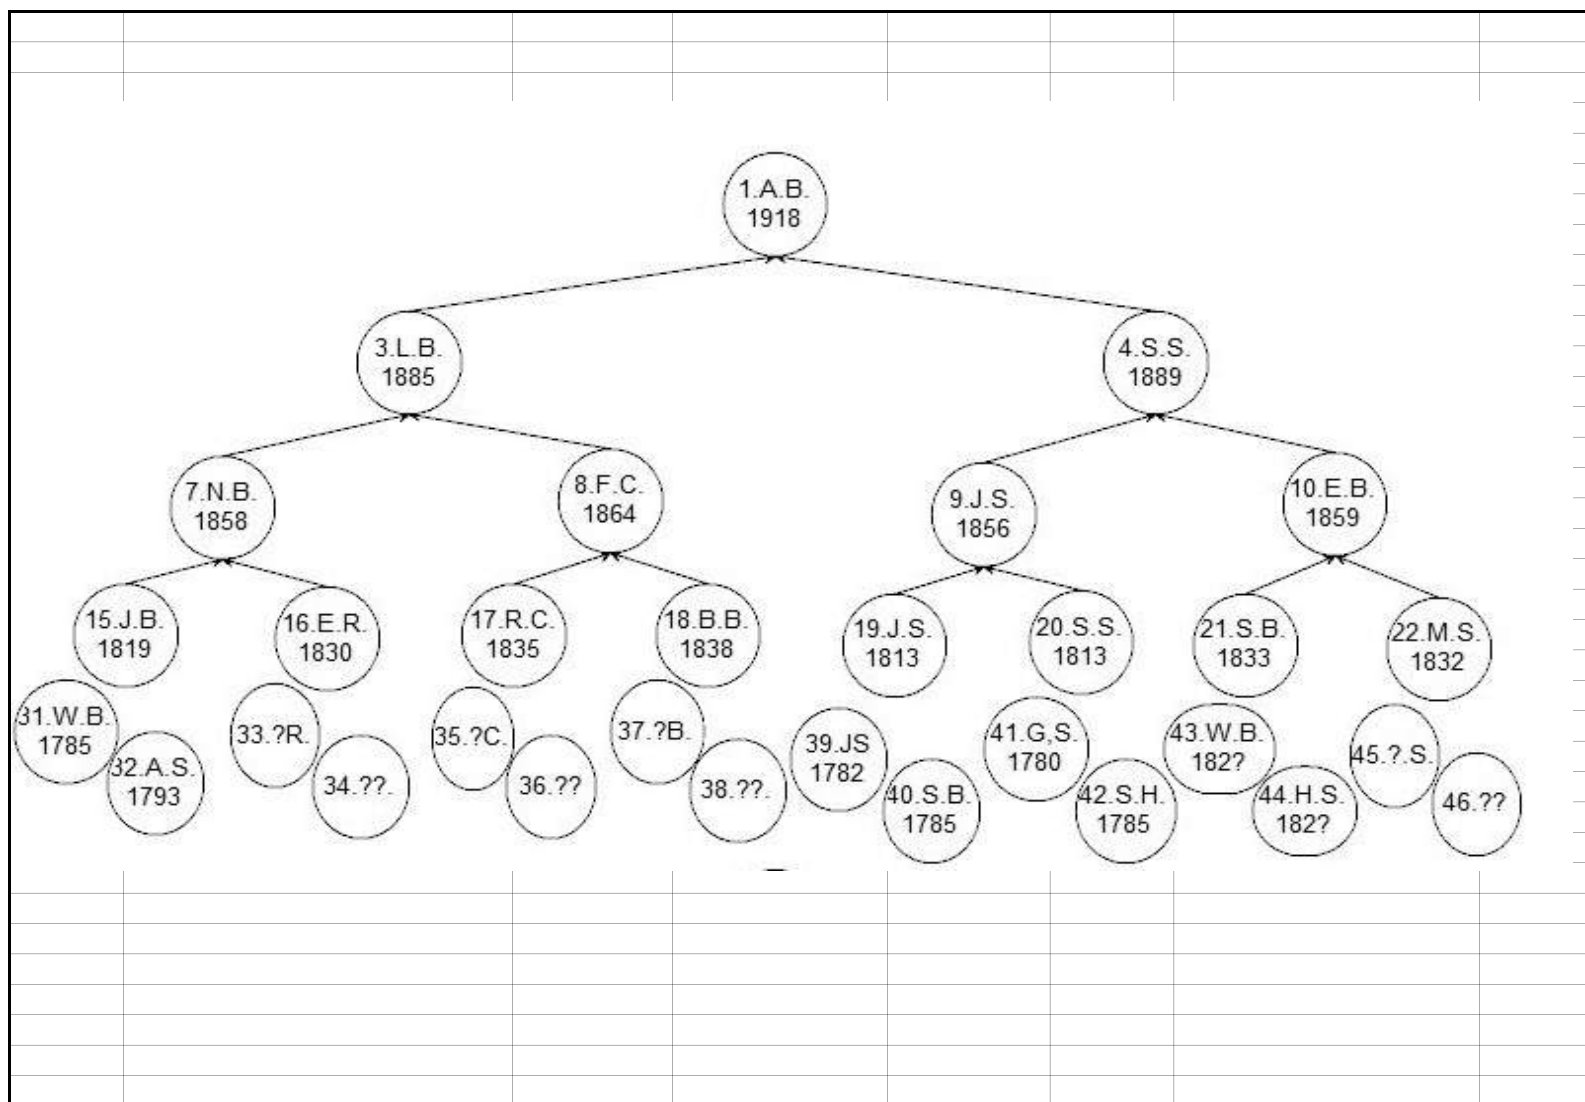 1.A.B.
1918
3.L.B.
1885
4.S.S.
1889
7.N.B.
1858
8.F.C.
1864
9.J.S.
1856
10.E.B.
1859
15.J.B.
1819
16.E.R.
1830
17.R.C.
1835
18.B.B.
1838
19.J.S.
1813
20.S.S.
1813
21.S.B.
1833
22.M.S.
1832
31.W.B.
1785
32.A.S.
1793
33.?R.
34.??.
35.?C.
36.??
37.?B.
38.??.
39.JS
1782
40.S.B.
1785
41.G,S.
1780
42.S.H.
1785
43.W.B.
182?
44.H.S.
182?
45.?.S.
46.??